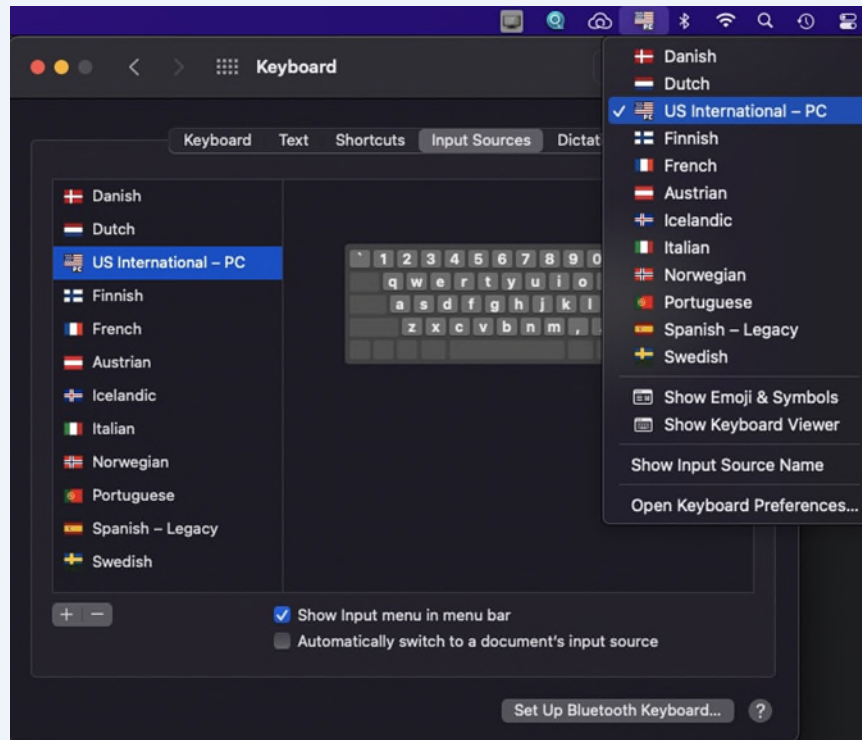 Keyboard
Keyboard Text Shortcuts Input Sources
Danish
Dutch
US International – PC
Finnish
French
Austrian
Icelandic
Italian
Norwegian
Portuguese
Spanish – Legacy
Swedish
` 1 2 3 4 5 6 7 8 9 0
q w e r t y u i o
a s d f g h j k l
z x c v b n m ,
+ −
Show Input menu in menu bar
Automatically switch to a document's input source
Set Up Bluetooth Keyboard... ?
PC
Danish
Dutch
✓ US International – PC
Finnish
French
Austrian
Icelandic
Italian
Norwegian
Portuguese
Spanish – Legacy
Swedish
Show Emoji & Symbols
Show Keyboard Viewer
Show Input Source Name
Open Keyboard Preferences...